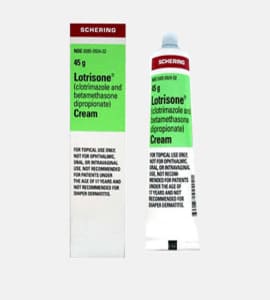 SCHERING
45 g
Lotrisone®
(clotrimazole and
betamethasone
dipropionate)
Cream
FOR TOPICAL USE ONLY.
NOT FOR OPHTHALMIC,
ORAL, OR INTRAVAGINAL
USE. NOT RECOMMENDED
FOR PATIENTS UNDER
THE AGE OF 17 YEARS
AND NOT RECOMMENDED FOR
DIAPER DERMATITIS.
SCHERING
45 g
Lotrisone®
(clotrimazole and
betamethasone
dipropionate)
Cream
FOR TOPICAL USE ONLY.
NOT FOR OPHTHALMIC,
ORAL, OR INTRAVAGINAL
USE. NOT RECOMMENDED
FOR PATIENTS UNDER
THE AGE OF
17 YEARS AND NOT
RECOMMENDED FOR
DIAPER DERMATITIS.